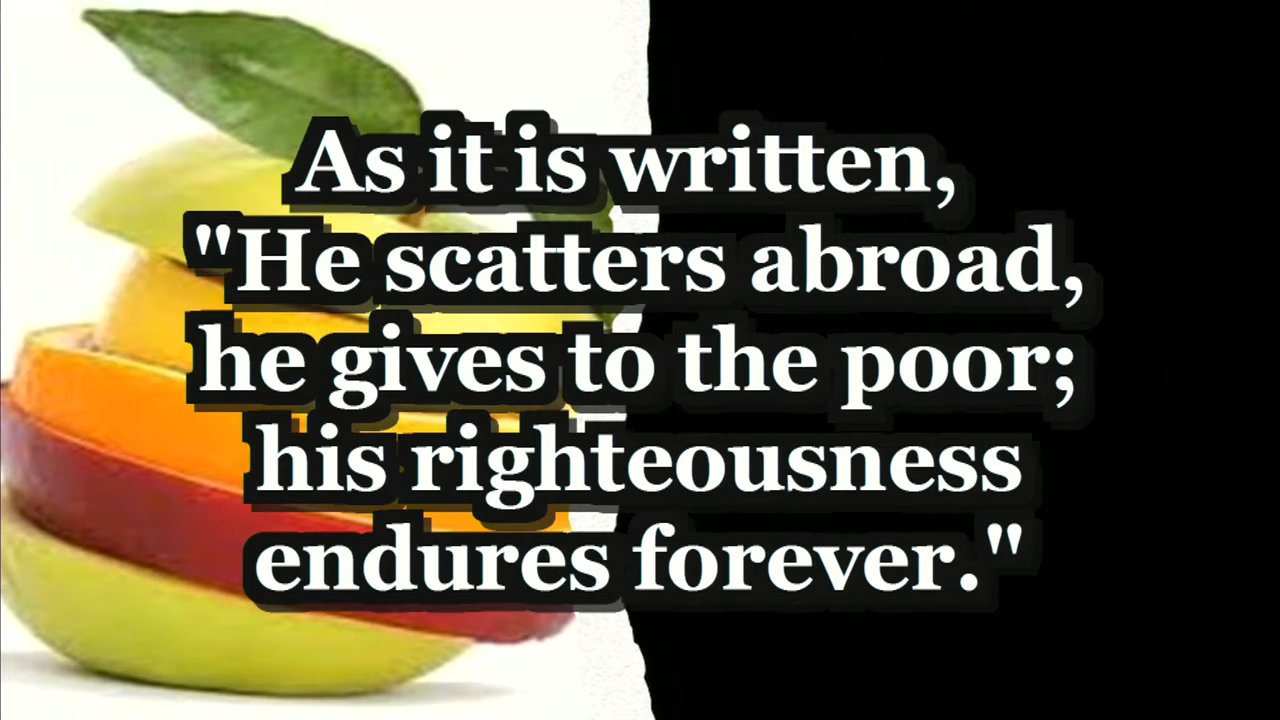 As it is written,
"He scatters abroad,
he gives to the poor;
his righteousness
endures forever."